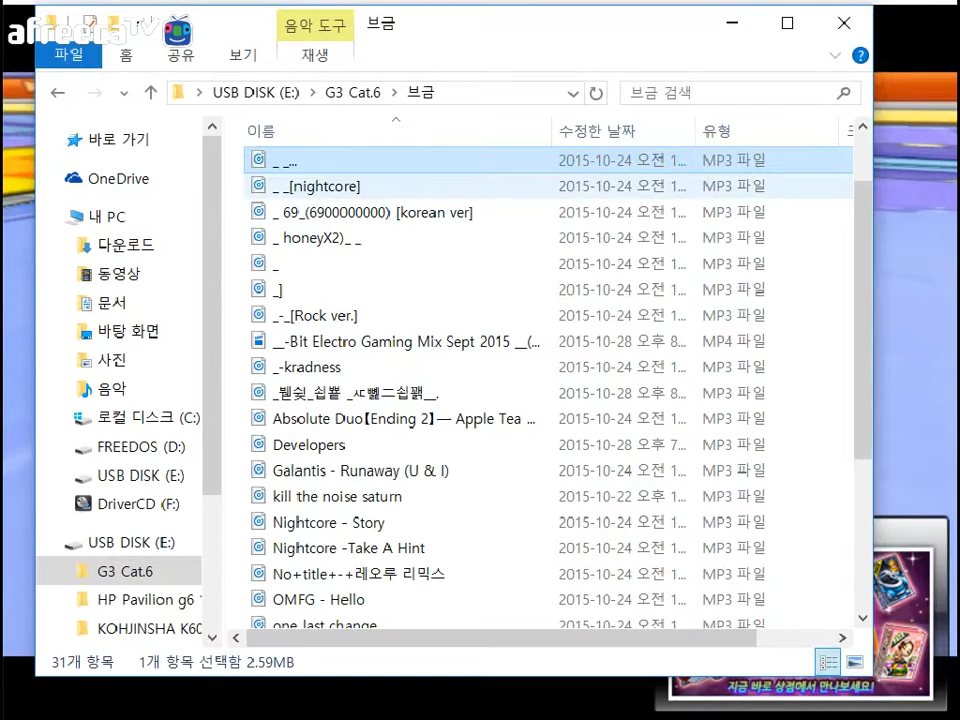 afreecaTV
음악 도구
브금
파일
홈
공유
보기
재생
USB DISK (E:) > G3 Cat.6 > 브금
브금 검색
이름
수정한 날짜
유형
_ _...
2015-10-24 오전 1...
MP3 파일
_ _[nightcore]
2015-10-24 오전 1...
MP3 파일
_ 69_(6900000000) [korean ver]
2015-10-24 오전 1...
MP3 파일
_ honeyX2)_ _
2015-10-24 오전 1...
MP3 파일
_
2015-10-24 오전 1...
MP3 파일
_]
2015-10-24 오전 1...
MP3 파일
_-_[Rock ver.]
2015-10-24 오전 1...
MP3 파일
__-Bit Electro Gaming Mix Sept 2015 __(...
2015-10-28 오후 8...
MP4 파일
_-kradness
2015-10-24 오전 1...
MP3 파일
2015-10-28 오후 8...
MP3 파일
Absolute Duo【Ending 2】— Apple Tea ...
2015-10-24 오전 1...
MP3 파일
Developers
2015-10-28 오후 7...
MP3 파일
Galantis - Runaway (U & I)
2015-10-24 오전 1...
MP3 파일
kill the noise saturn
2015-10-22 오후 1...
MP3 파일
Nightcore - Story
2015-10-24 오전 1...
MP3 파일
Nightcore -Take A Hint
2015-10-24 오전 1...
MP3 파일
No+title+-+레오루 리믹스
2015-10-24 오전 1...
MP3 파일
OMFG - Hello
2015-10-24 오전 1...
MP3 파일
one last change
2015-10-24 오전 1...
MP3 파일
바로 가기
OneDrive
내 PC
다운로드
동영상
문서
바탕 화면
사진
음악
로컬 디스크 (C:)
FREEDOS (D:)
USB DISK (E:)
DriverCD (F:)
USB DISK (E:)
G3 Cat.6
HP Pavilion g6
KOHJINSHA K60
31개 항목
1개 항목 선택함 2.59MB
지금 바로 상점에서 만나보세요!